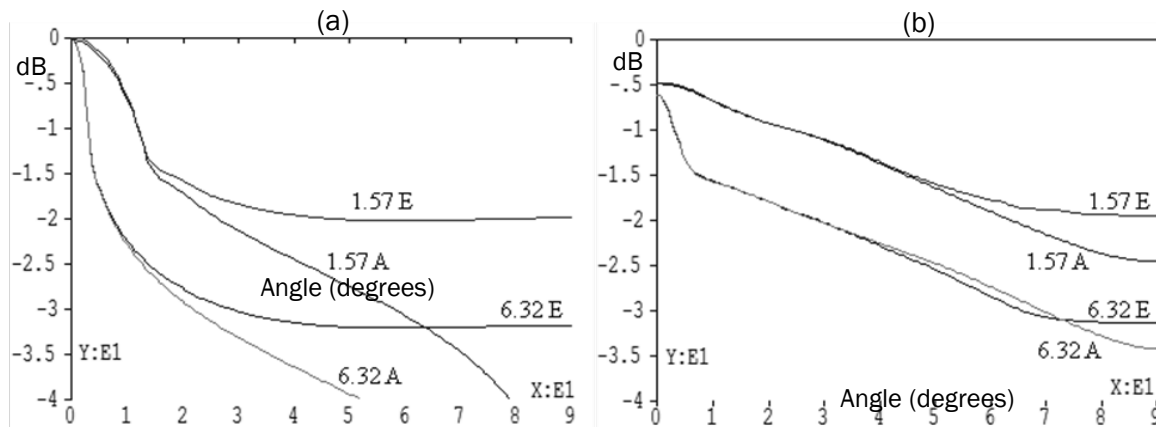 (a)
0
dB
-.5
-1
-1.5
-2
-2.5
-3
-3.5
-4
1.57 E
1.57 A
Angle (degrees)
6.32 E
6.32 A
Y:E1
X:E1
0 1 2 3 4 5 6 7 8 9
(b)
0
dB
-.5
-1
-1.5
-2
-2.5
-3
-3.5
-4
1.57 E
1.57 A
6.32 E
6.32 A
Y:E1
X:E1
Angle (degrees)
0 1 2 3 4 5 6 7 8 9